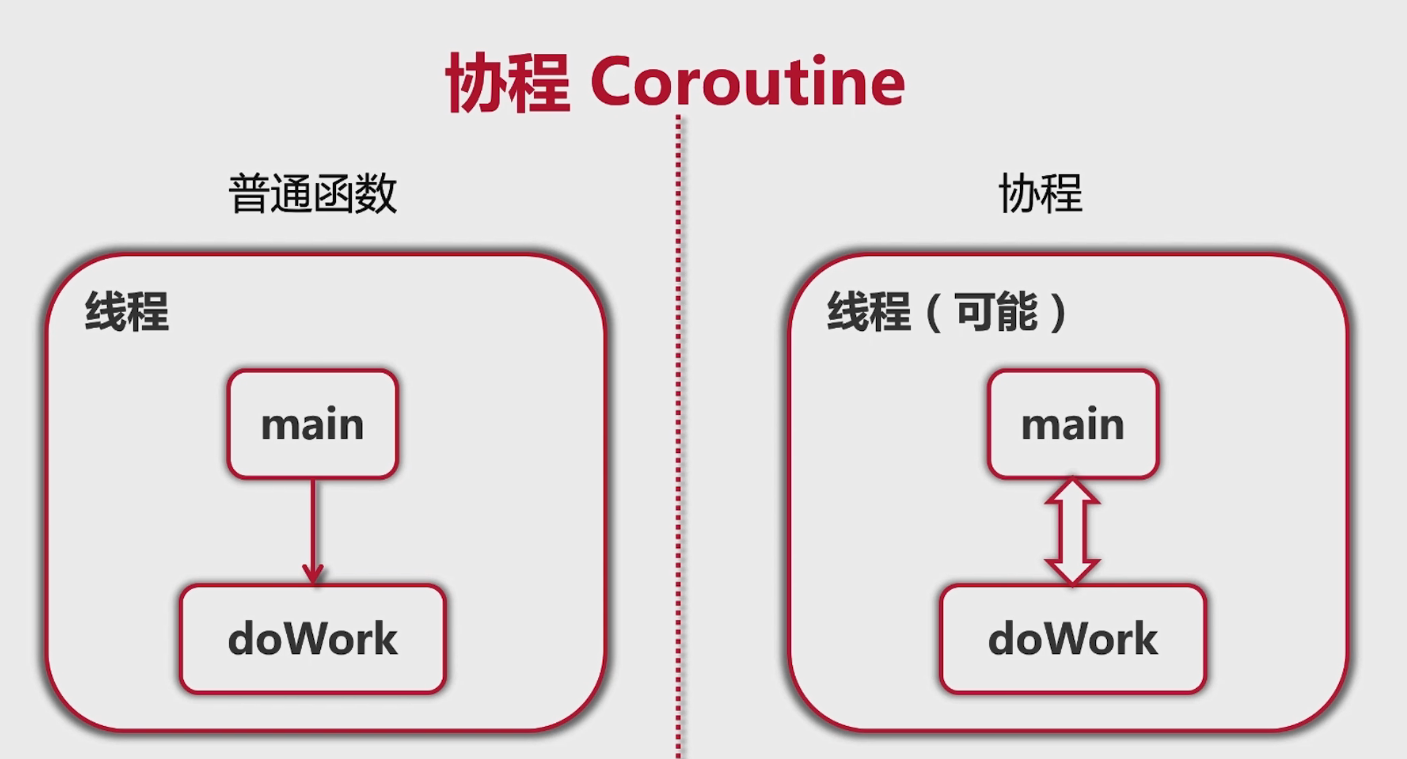 协程 Coroutine
普通函数
线程
main
doWork
协程
线程（可能）
main
doWork